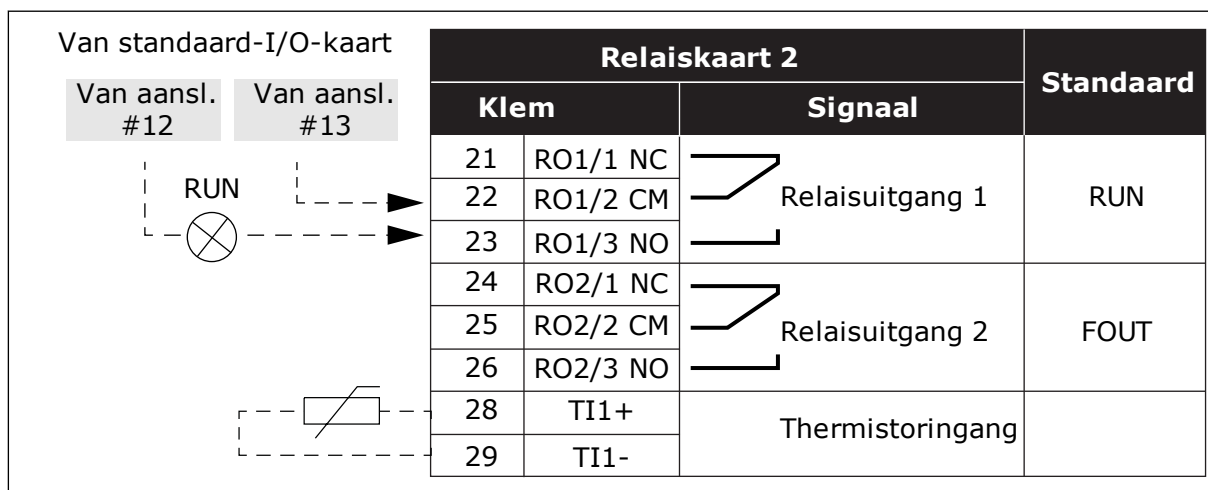 Van standaard-I/O-kaart
Van aansl. #12
Van aansl. #13
RUN
Relaiskaart 2
Standaard
Klem
Signaal
21 RO1/1 NC
22 RO1/2 CM Relaisuitgang 1 RUN
23 RO1/3 NO
24 RO2/1 NC
25 RO2/2 CM Relaisuitgang 2 FOUT
26 RO2/3 NO
28 TI1+
Thermistoringang
29 TI1-